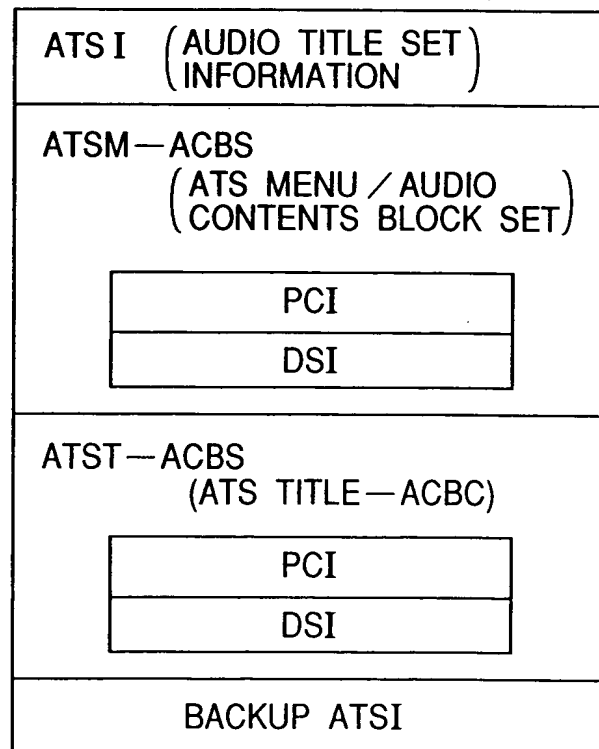 ATSI (AUDIO TITLE SET
INFORMATION)
ATSM—ACBS
(ATS MENU／AUDIO
CONTENTS BLOCK SET)
PCI
DSI
ATST—ACBS
(ATS TITLE—ACBC)
PCI
DSI
BACKUP ATSI